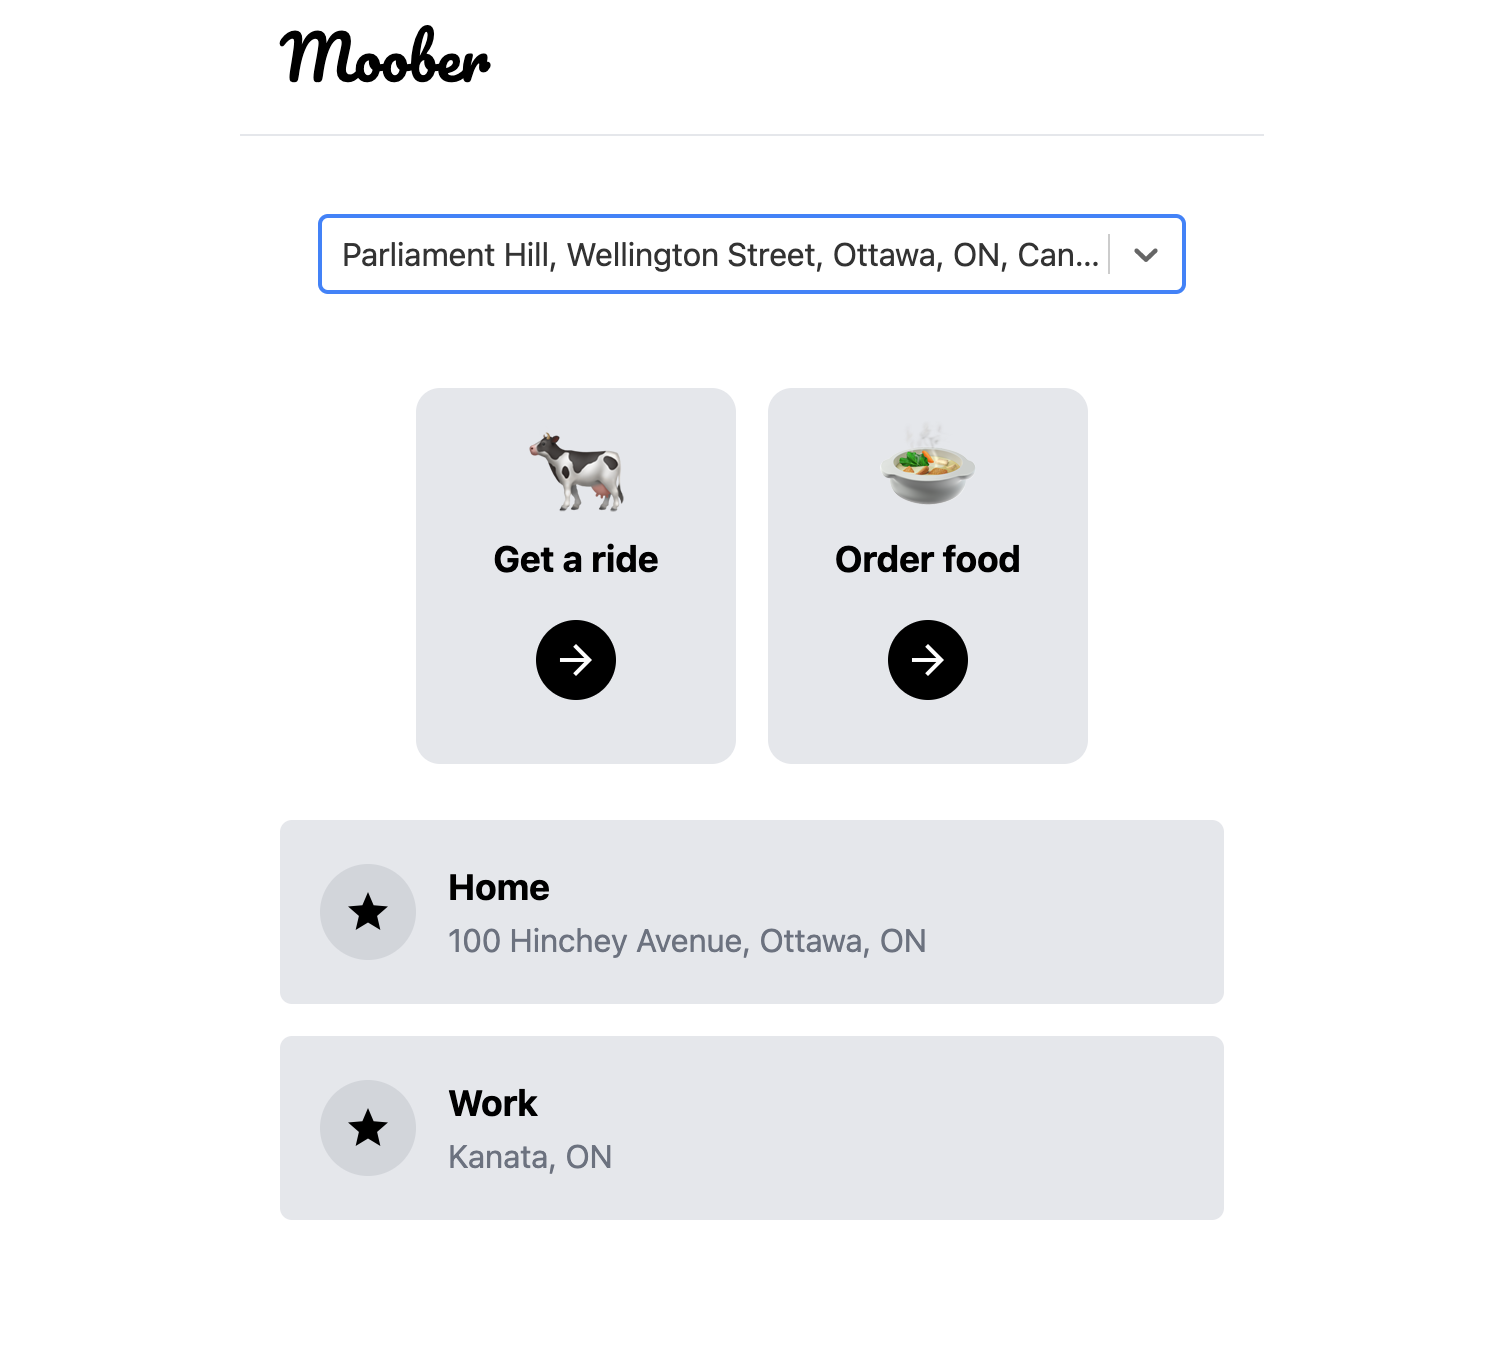 Moober
Parliament Hill, Wellington Street, Ottawa, ON, Can...
Get a ride
Order food
Home
100 Hinchey Avenue, Ottawa, ON
Work
Kanata, ON